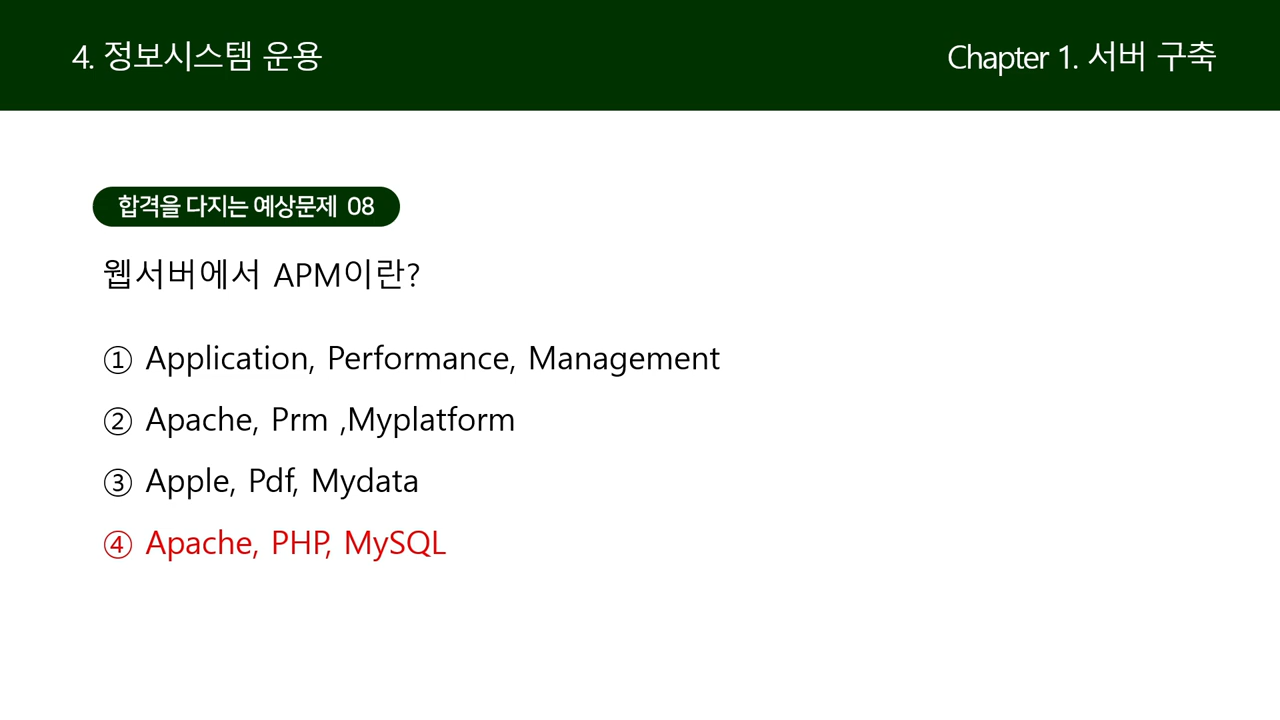 4. 정보시스템 운용
Chapter 1. 서버 구축
합격을 다지는 예상문제 08
웹서버에서 APM이란?
① Application, Performance, Management
② Apache, Prm ,Myplatform
③ Apple, Pdf, Mydata
④ Apache, PHP, MySQL